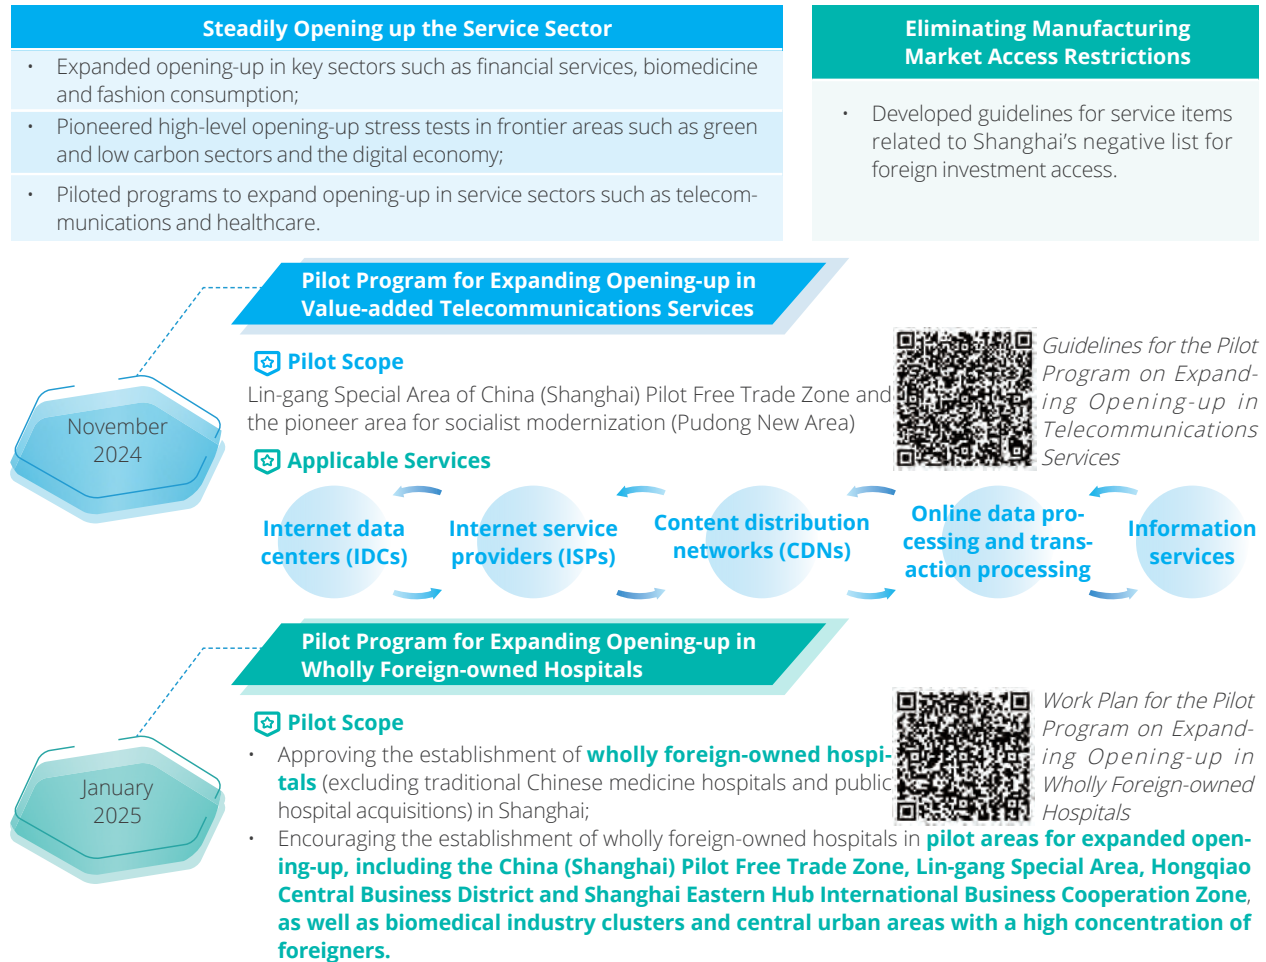 Steadily Opening up the Service Sector
• Expanded opening-up in key sectors such as financial services, biomedicine
and fashion consumption;
• Pioneered high-level opening-up stress tests in frontier areas such as green
and low carbon sectors and the digital economy;
• Piloted programs to expand opening-up in service sectors such as telecom-
munications and healthcare.
Eliminating Manufacturing
Market Access Restrictions
• Developed guidelines for service items
related to Shanghai’s negative list for
foreign investment access.
Pilot Program for Expanding Opening-up in
Value-added Telecommunications Services
November
2024
Pilot Scope
Lin-gang Special Area of China (Shanghai) Pilot Free Trade Zone and
the pioneer area for socialist modernization (Pudong New Area)
Guidelines for the Pilot
Program on Expand-
ing Opening-up in
Telecommunications
Services
Applicable Services
Internet data
centers (IDCs)
Internet service
providers (ISPs)
Content distribution
networks (CDNs)
Online data pro-
cessing and trans-
action processing
Information
services
Pilot Program for Expanding Opening-up in
Wholly Foreign-owned Hospitals
January
2025
Pilot Scope
• Approving the establishment of wholly foreign-owned hospi-
tals (excluding traditional Chinese medicine hospitals and public
hospital acquisitions) in Shanghai;
Work Plan for the Pilot
Program on Expand-
ing Opening-up in
Wholly Foreign-owned
Hospitals
• Encouraging the establishment of wholly foreign-owned hospitals in pilot areas for expanded open-
ing-up, including the China (Shanghai) Pilot Free Trade Zone, Lin-gang Special Area, Hongqiao
Central Business District and Shanghai Eastern Hub International Business Cooperation Zone,
as well as biomedical industry clusters and central urban areas with a high concentration of
foreigners.